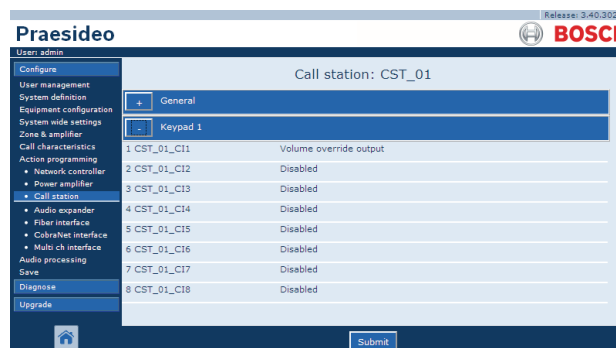 Release: 3.40.302
Praesideo
BOSCH
User: admin
Configure
User management
System definition
Equipment configuration
System wide settings
Zone & amplifier
Call characteristics
Action programming
• Network controller
• Power amplifier
• Call station
• Audio expander
• Fiber interface
• CobraNet interface
• Multi ch interface
Audio processing
Save
Diagnose
Upgrade
Call station: CST_01
+ General
- Keypad 1
1 CST_01_CI1 Volume override output
2 CST_01_CI2 Disabled
3 CST_01_CI3 Disabled
4 CST_01_CI4 Disabled
5 CST_01_CI5 Disabled
6 CST_01_CI6 Disabled
7 CST_01_CI7 Disabled
8 CST_01_CI8 Disabled
Submit